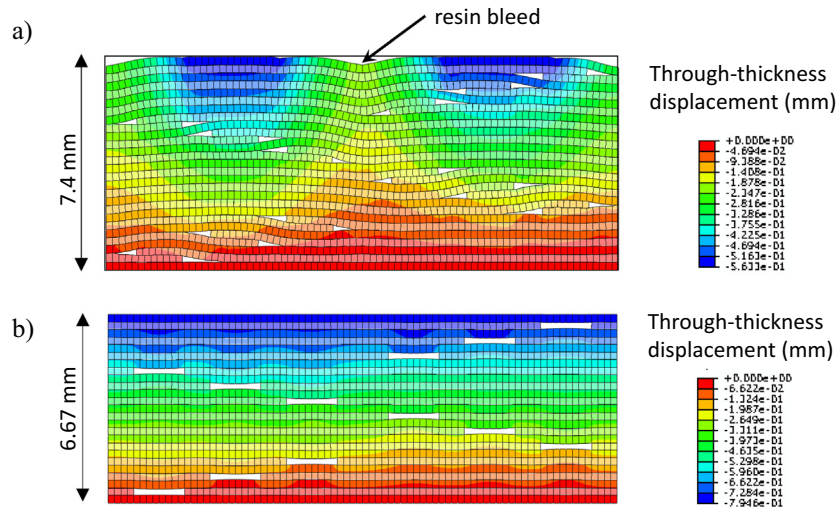 resin bleed
a)
Through-thickness
displacement (mm)
7.4 mm
+0.000e+00
-4.694e-02
-9.388e-02
-1.408e-01
-1.878e-01
-2.347e-01
-2.816e-01
-3.286e-01
-3.755e-01
-4.225e-01
-4.694e-01
-5.163e-01
-5.633e-01
b)
Through-thickness
displacement (mm)
6.67 mm
+0.000e+00
-6.622e-02
-1.324e-01
-1.987e-01
-2.649e-01
-3.311e-01
-3.973e-01
-4.635e-01
-5.298e-01
-5.960e-01
-6.622e-01
-7.284e-01
-7.946e-01